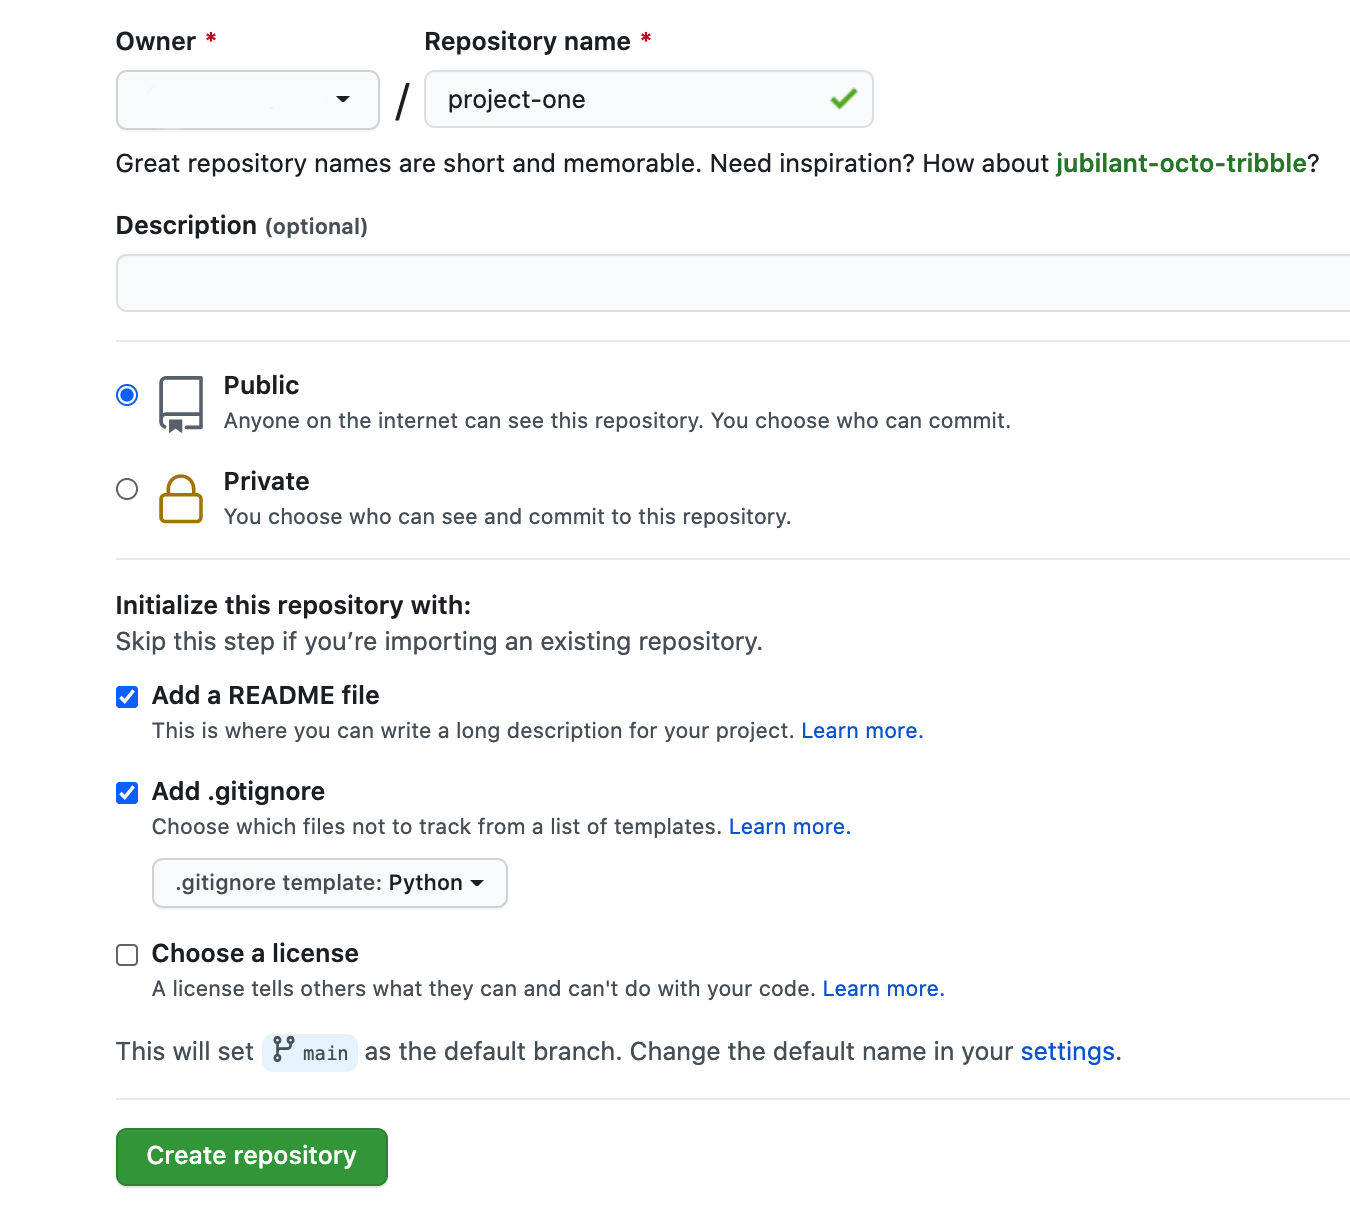 Owner *
Repository name *
/
project-one
Great repository names are short and memorable. Need inspiration? How about jubilant-octo-tribble?
Description (optional)
Public
Anyone on the internet can see this repository. You choose who can commit.
Private
You choose who can see and commit to this repository.
Initialize this repository with:
Skip this step if you’re importing an existing repository.
Add a README file
This is where you can write a long description for your project. Learn more.
Add .gitignore
Choose which files not to track from a list of templates. Learn more.
.gitignore template: Python
Choose a license
A license tells others what they can and can't do with your code. Learn more.
This will set main as the default branch. Change the default name in your settings.
Create repository